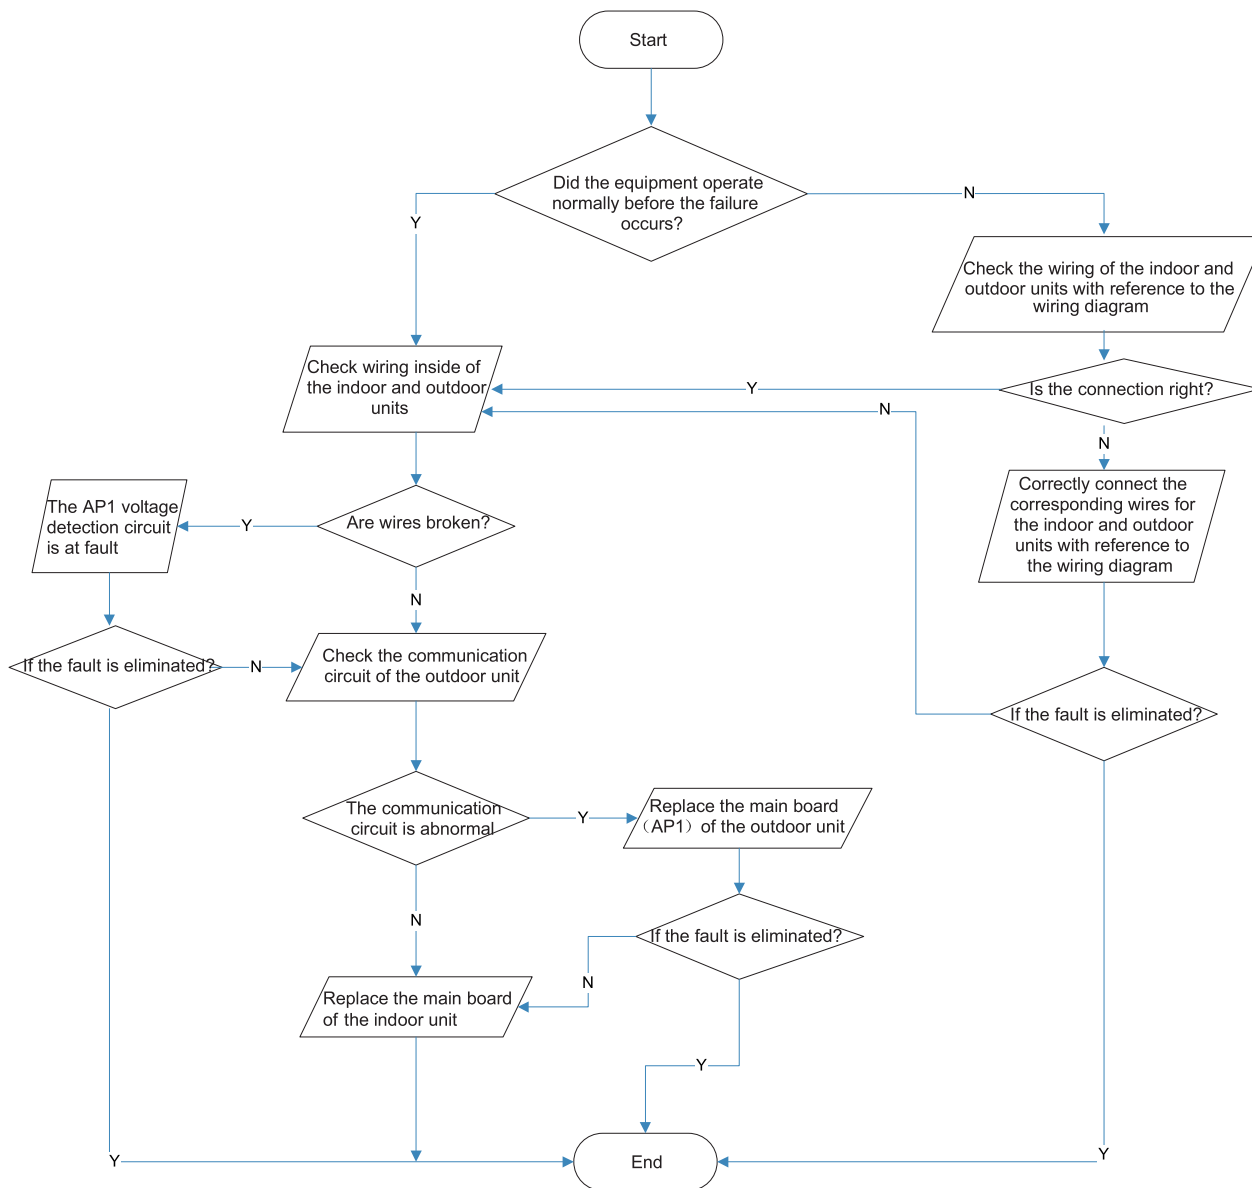 Start
Did the equipment operate
normally before the failure
occurs?
N
Y
Check the wiring of the indoor and
outdoor units with reference to the
wiring diagram
Check wiring inside of
the indoor and outdoor
units
Y
Is the connection right?
N
N
Correctly connect the
corresponding wires for
the indoor and outdoor
units with reference to
the wiring diagram
The AP1 voltage
detection circuit
is at fault
Y
Are wires broken?
N
If the fault is eliminated?
N
Check the communication
circuit of the outdoor unit
If the fault is eliminated?
The communication
circuit is abnormal
Y
Replace the main board
（AP1）of the outdoor unit
N
If the fault is eliminated?
N
Replace the main board
of the indoor unit
Y
Y
End
Y